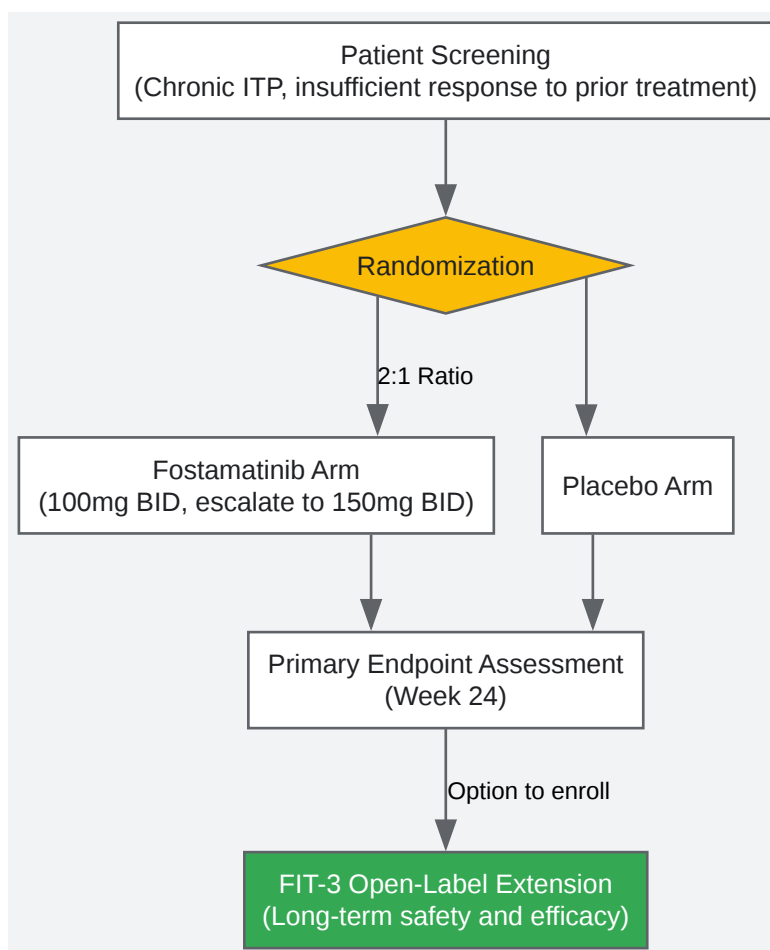 Patient Screening
(Chronic ITP, insufficient response to prior treatment)
Randomization
2:1 Ratio
Fostamatinib Arm
(100mg BID, escalate to 150mg BID)
Placebo Arm
Primary Endpoint Assessment
(Week 24)
Option to enroll
FIT-3 Open-Label Extension
(Long-term safety and efficacy)